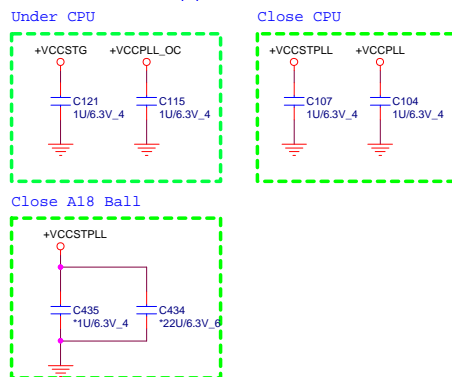 Under CPU
Close CPU
+VCCSTG
+VCCPLL_OC
+VCCSTPLL
+VCCPLL
C121
1U/6.3V_4
C115
1U/6.3V_4
C107
1U/6.3V_4
C104
1U/6.3V_4
Close A18 Ball
+VCCSTPLL
C435
*1U/6.3V_4
C434
*22U/6.3V_6